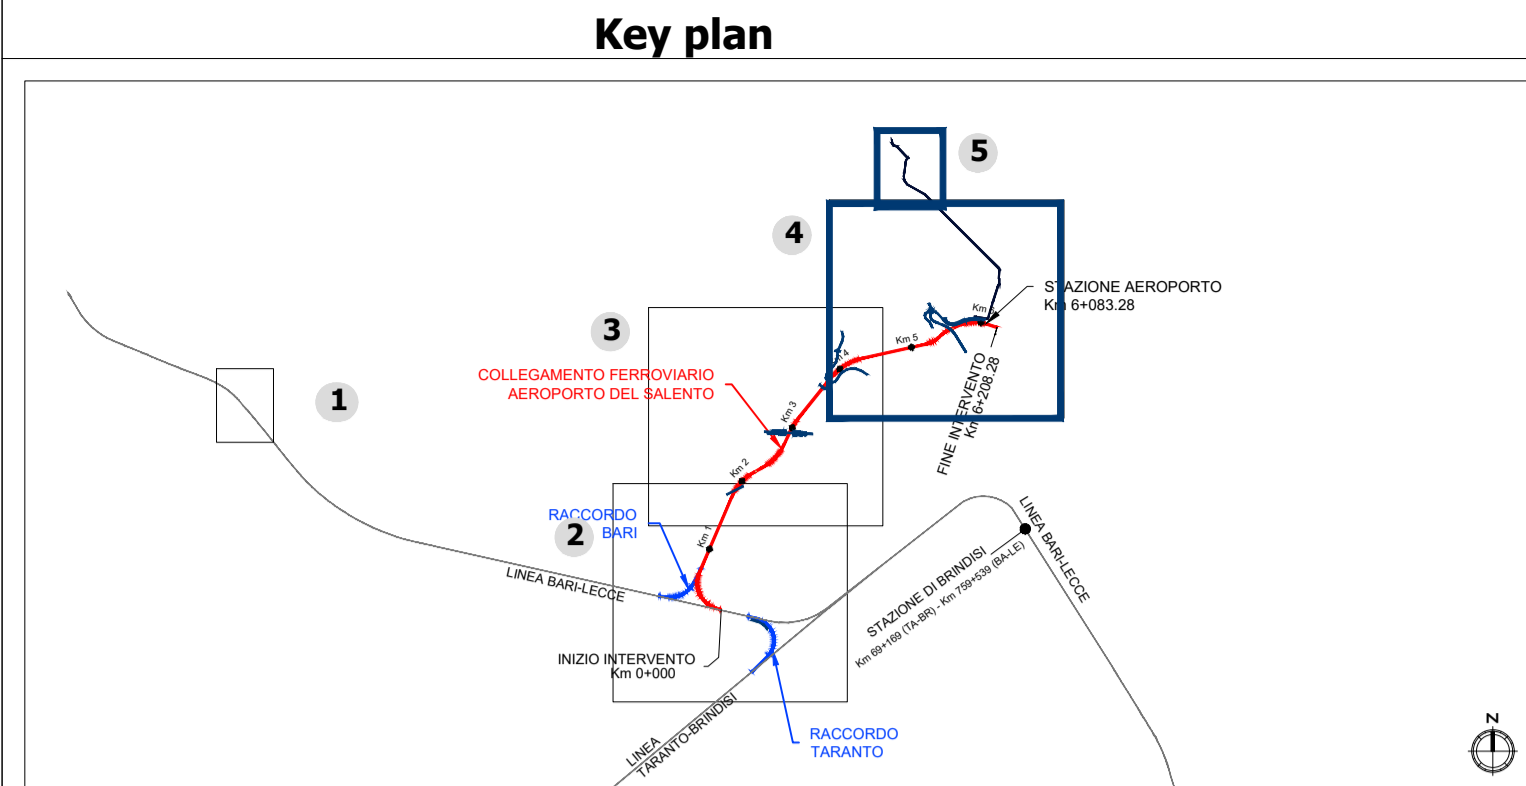 Key plan
5
4
STAZIONE AEROPORTO
Km 6+083.28
Km
3
Km 5
4
COLLEGAMENTO FERROVIARIO
AEROPORTO DEL SALENTO
1
Km 3
FINE INTERVENTO
Km 6+208.28
Km 2
RACCORDO
BARI
2
Km 1
LINEA BARI-LECCE
LINEA BARI-LECCE
STAZIONE DI BRINDISI
Km 69+169 (TA-BR) - Km 759+539 (BA-LE)
INIZIO INTERVENTO
Km 0+000
LINEA
TARANTO-BRINDISI
RACCORDO
TARANTO
N